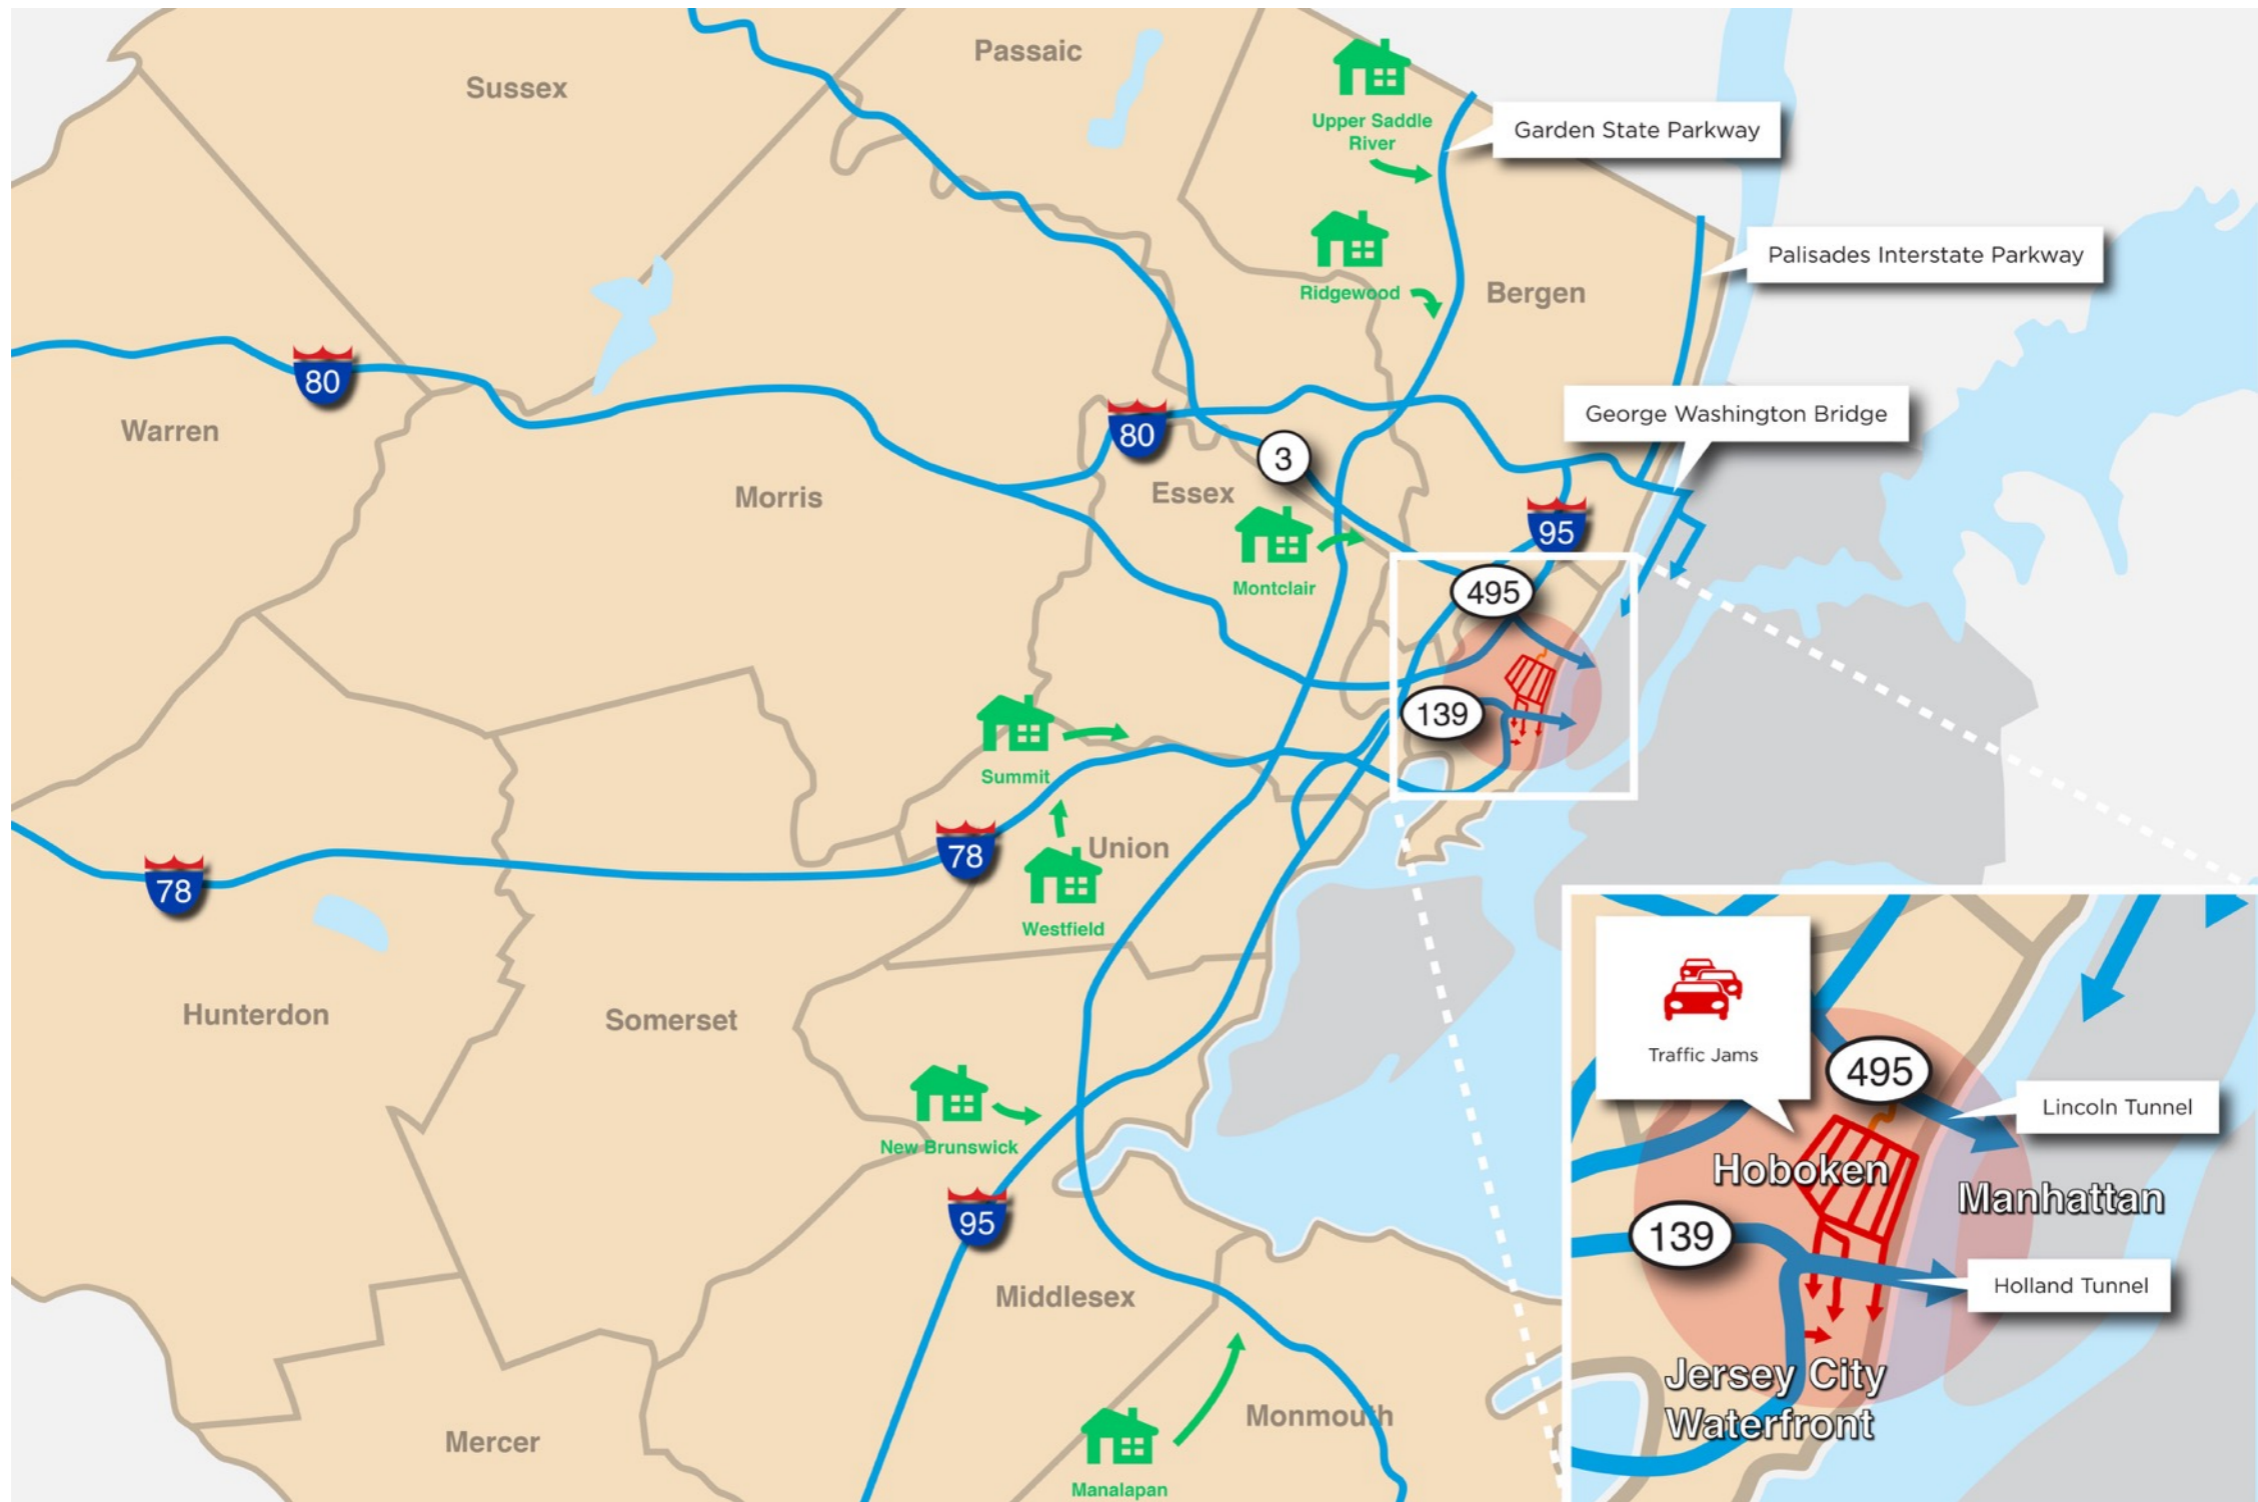 Passaic
Sussex
Upper Saddle
River
Garden State Parkway
Palisades Interstate Parkway
Ridgewood
Bergen
80
Warren
George Washington Bridge
80
3
Essex
Morris
95
Montclair
495
139
Summit
78
Union
78
Westfield
Hunterdon
Somerset
New Brunswick
95
Middlesex
Monmouth
Mercer
Manalapan
Traffic Jams
495
Lincoln Tunnel
Hoboken
Manhattan
139
Holland Tunnel
Jersey City
Waterfront